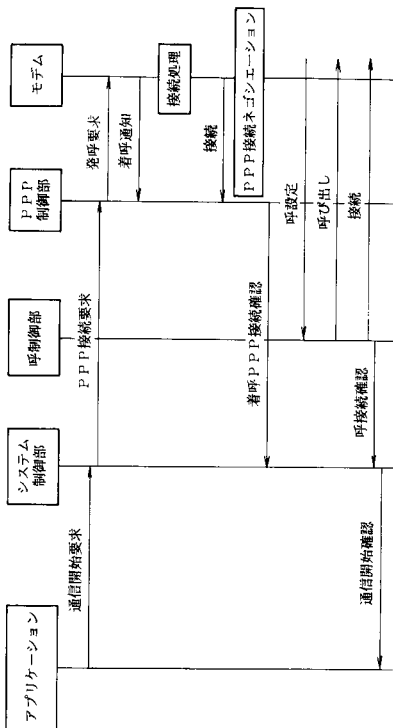 アプリケーション
システム
制御部
呼制御部
PPP
制御部
モデム
通信開始要求
PPP接続要求
発呼要求
着呼通知
接続処理
接続
PPP接続ネゴシエーション
着呼PPP接続確認
呼設定
呼び出し
接続
呼接続確認
通信開始確認